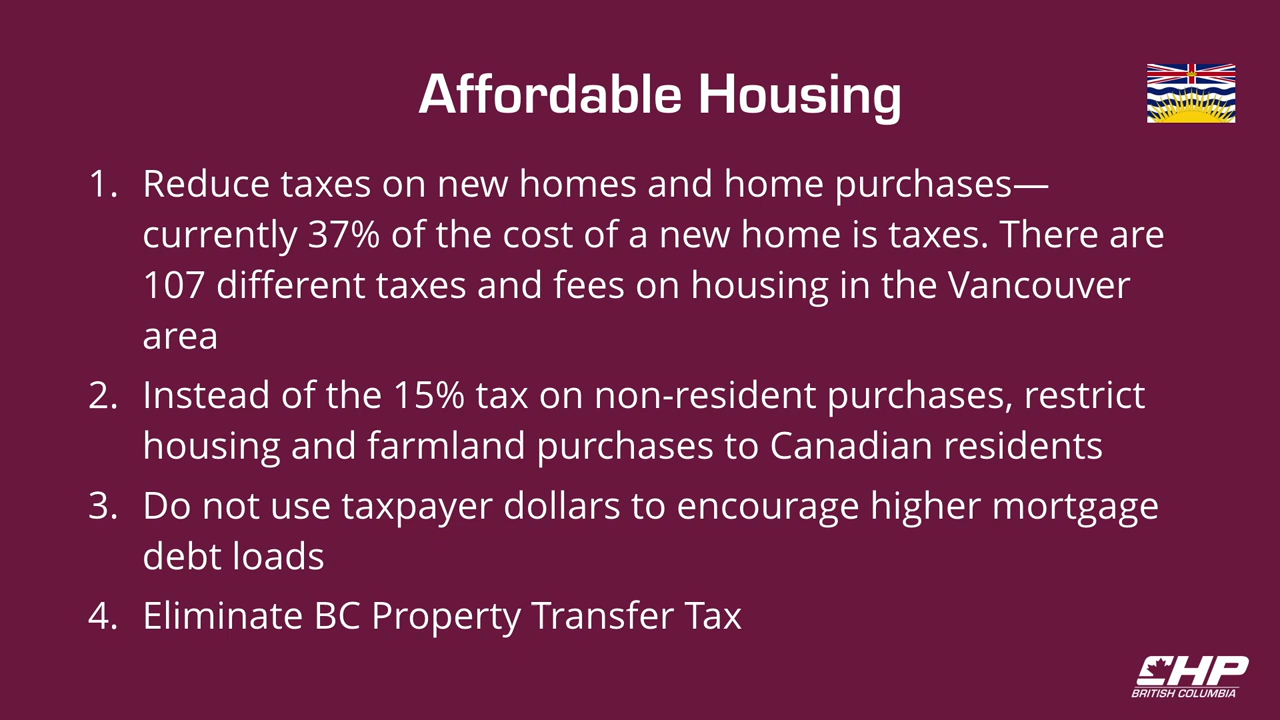 Affordable Housing
1. Reduce taxes on new homes and home purchases—
currently 37% of the cost of a new home is taxes. There are
107 different taxes and fees on housing in the Vancouver
area
2. Instead of the 15% tax on non-resident purchases, restrict
housing and farmland purchases to Canadian residents
3. Do not use taxpayer dollars to encourage higher mortgage
debt loads
4. Eliminate BC Property Transfer Tax
CHP
BRITISH COLUMBIA